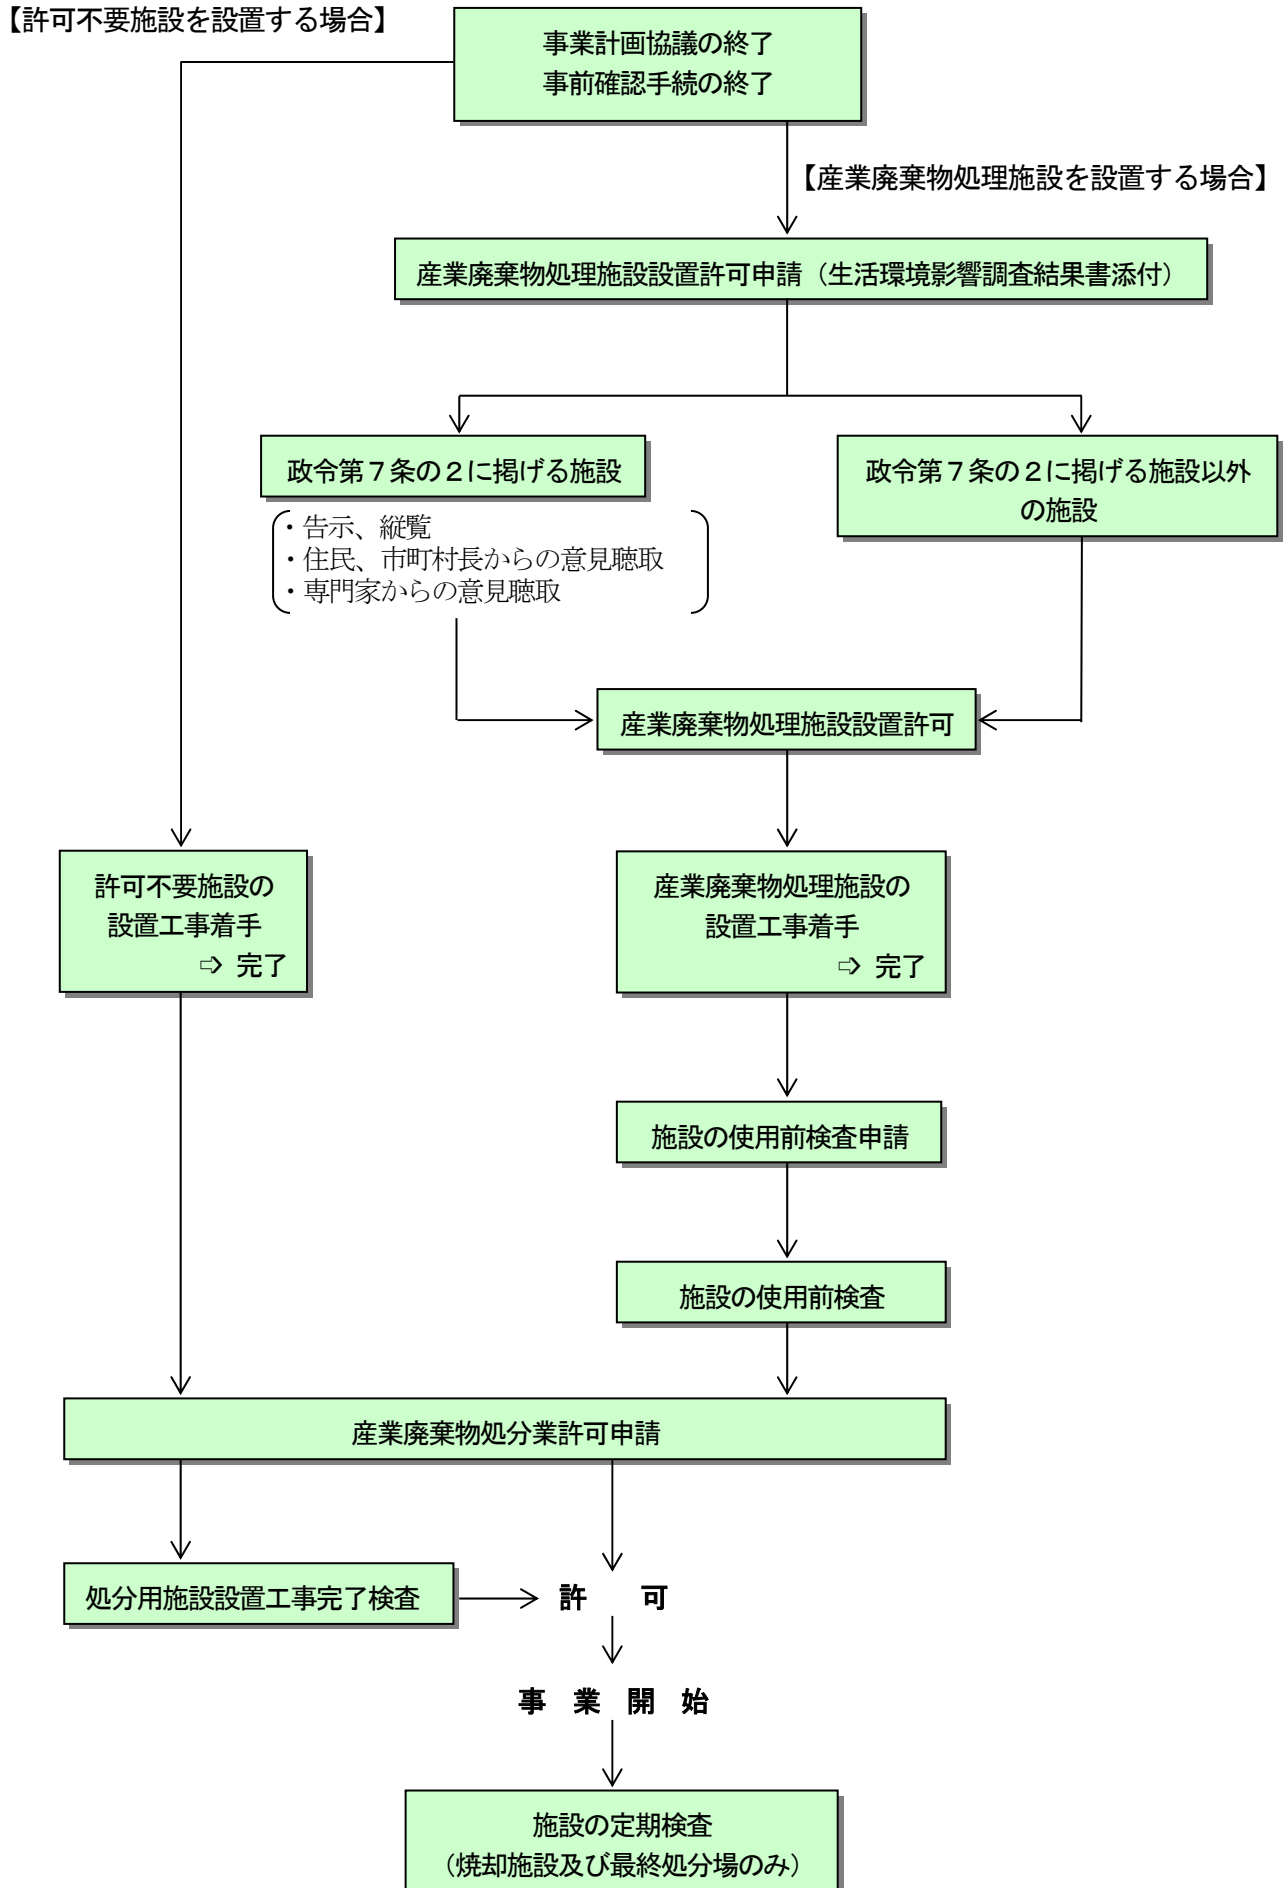 【許可不要施設を設置する場合】
事業計画協議の終了
事前確認手続の終了
【産業廃棄物処理施設を設置する場合】
産業廃棄物処理施設設置許可申請（生活環境影響調査結果書添付）
政令第７条の２に掲げる施設
・告示、縦覧
・住民、市町村長からの意見聴取
・専門家からの意見聴取
政令第７条の２に掲げる施設以外
の施設
産業廃棄物処理施設設置許可
許可不要施設の
設置工事着手
⇨ 完了
産業廃棄物処理施設の
設置工事着手
⇨ 完了
施設の使用前検査申請
施設の使用前検査
産業廃棄物処分業許可申請
処分用施設設置工事完了検査
許　　可
事　業　開　始
施設の定期検査
（焼却施設及び最終処分場のみ）